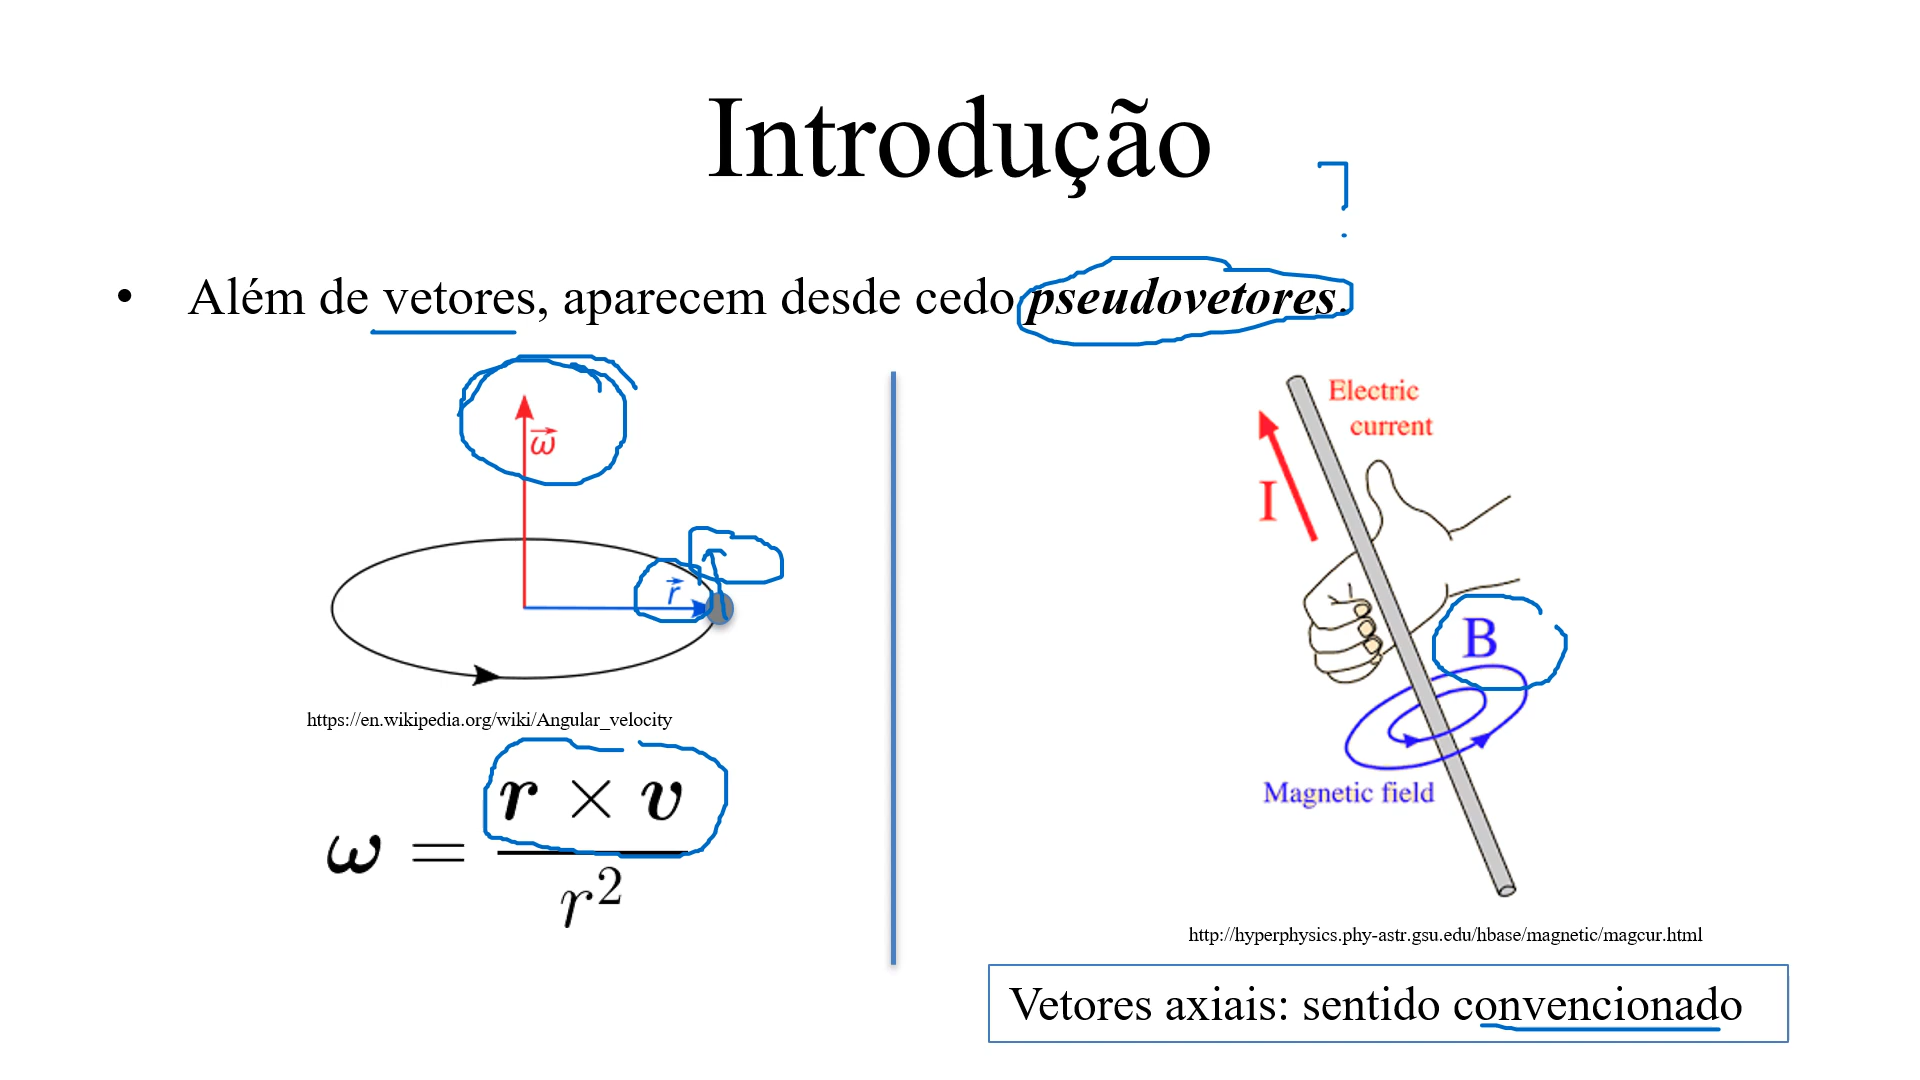 Introdução
• Além de vetores, aparecem desde cedo pseudovetores.
ω⃗
r⃗
https://en.wikipedia.org/wiki/Angular_velocity
ω = r × v / r²
Electric
current
I
B
Magnetic field
http://hyperphysics.phy-astr.gsu.edu/hbase/magnetic/magcur.html
Vetores axiais: sentido convencionado